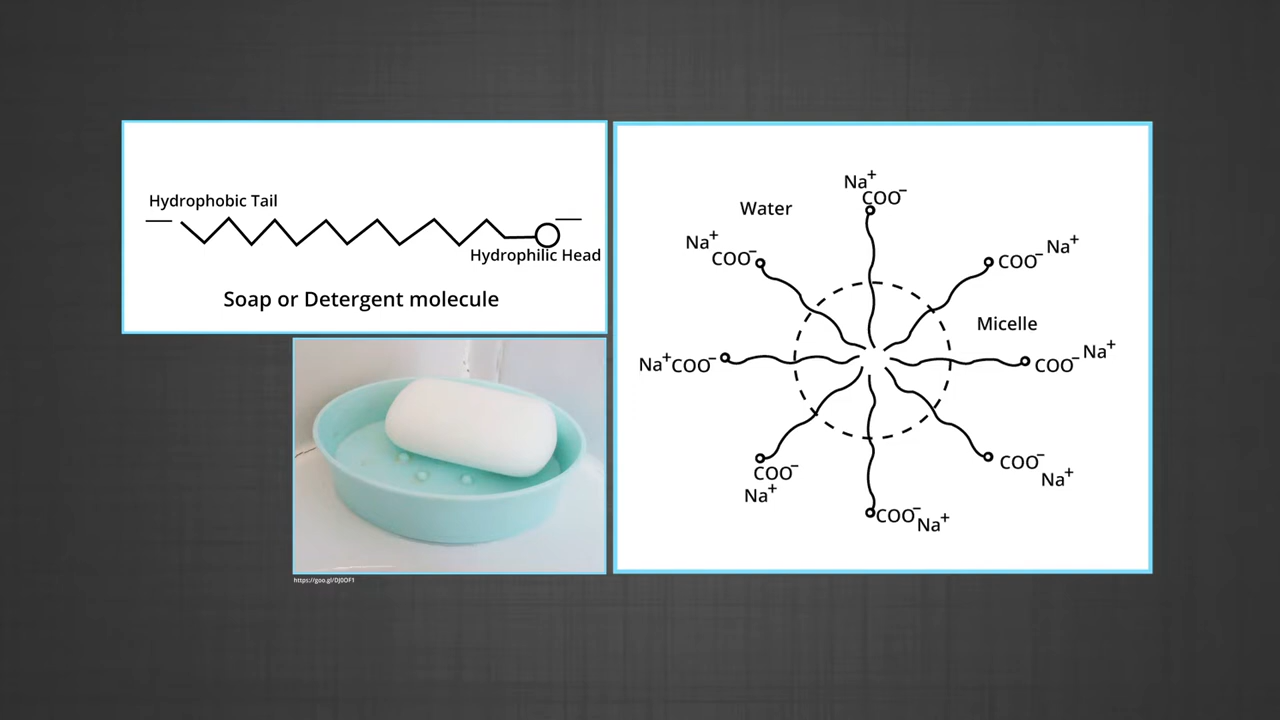 Hydrophobic Tail
Hydrophilic Head
Soap or Detergent molecule
https://goo.gl/DJ0OF1
Na+
COO−
Water
Na+
COO−
COO− Na+
Micelle
Na+ COO−
COO− Na+
COO−
Na+
COO−
Na+
COO− Na+